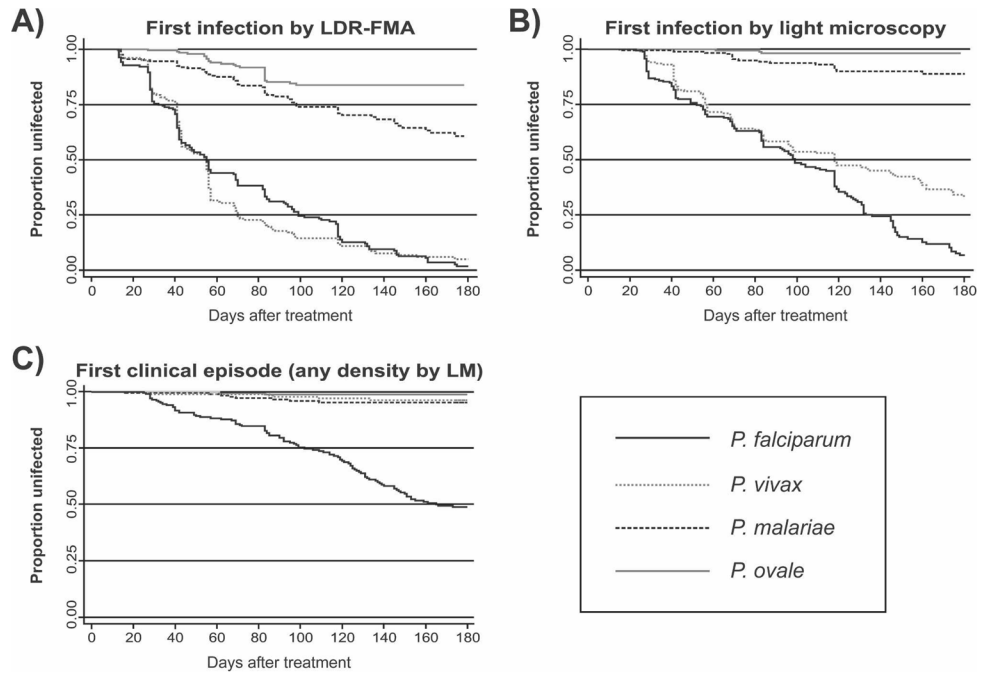 A)
First infection by LDR-FMA
Proportion unifected
1.00
0.75
0.50
0.25
0.00
0 20 40 60 80 100 120 140 160 180
Days after treatment
B)
First infection by light microscopy
Proportion unifected
1.00
0.75
0.50
0.25
0.00
0 20 40 60 80 100 120 140 160 180
Days after treatment
C)
First clinical episode (any density by LM)
Proportion unifected
1.00
0.75
0.50
0.25
0.00
0 20 40 60 80 100 120 140 160 180
Days after treatment
P. falciparum
P. vivax
P. malariae
P. ovale